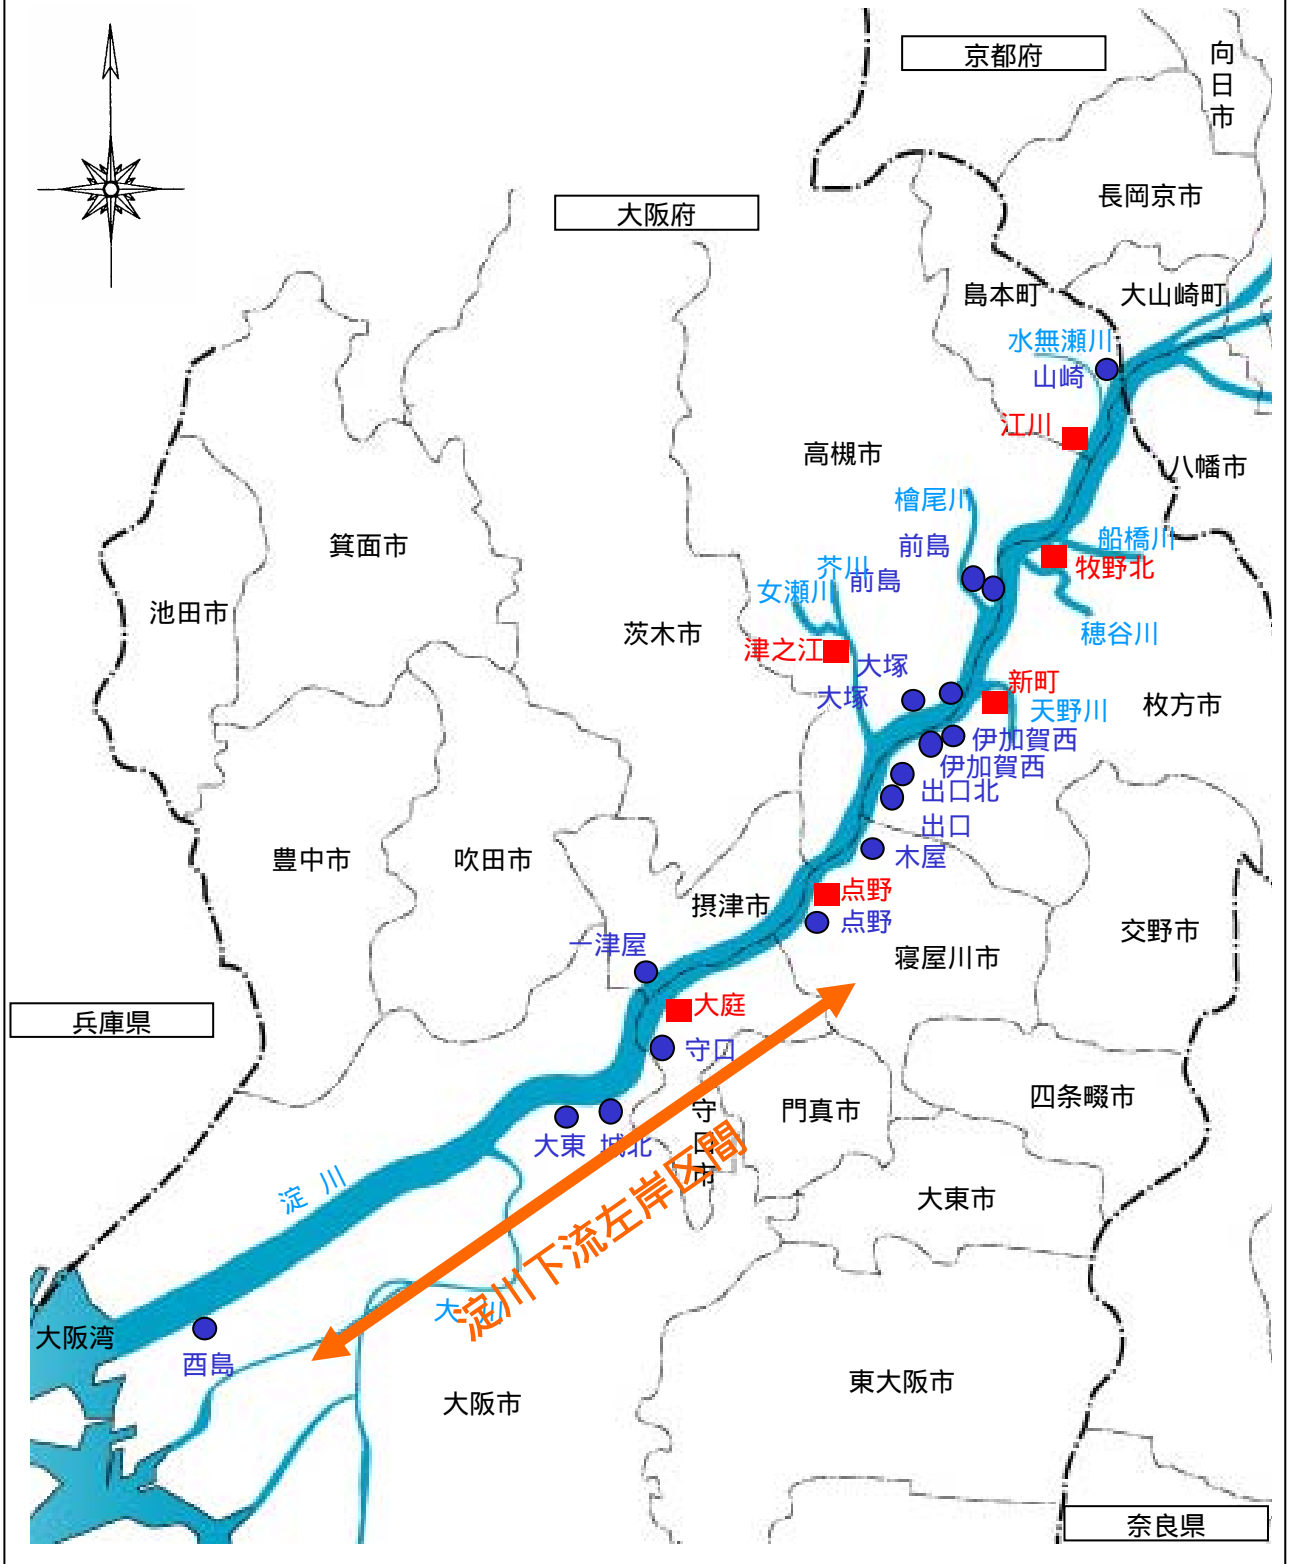 京都府
向日市
長岡京市
大阪府
島本町
大山崎町
水無瀬川
山崎
江川
高槻市
八幡市
檜尾川
前島
船橋川
箕面市
牧野北
芥川
前島
女瀬川
池田市
穂谷川
茨木市
津之江
大塚
新町
大塚
天野川
枚方市
伊加賀西
伊加賀西
出口北
出口
木屋
豊中市
吹田市
点野
摂津市
点野
交野市
一津屋
寝屋川市
大庭
兵庫県
守口
四条畷市
守口市
門真市
大東
城北
淀川
大東市
淀川下流左岸区間
大川
大阪湾
酉島
東大阪市
大阪市
奈良県